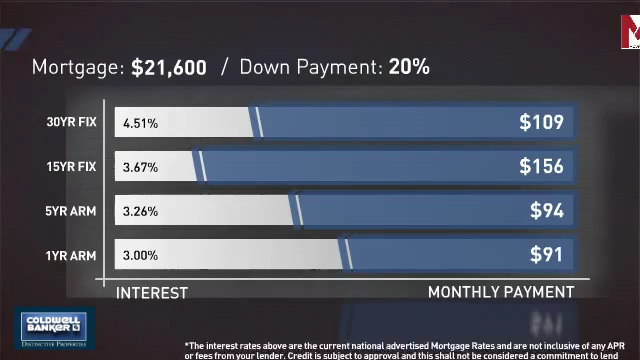 M
Mortgage: $21,600 / Down Payment: 20%
30YR FIX 4.51% $109
15YR FIX 3.67% $156
5YR ARM 3.26% $94
1YR ARM 3.00% $91
INTEREST MONTHLY PAYMENT
COLDWELL
BANKER
DISTINCTIVE PROPERTIES
*The interest rates above are the current national advertised Mortgage Rates and are not inclusive of any APR
or fees from your lender. Credit is subject to approval and this shall not be considered a commitment to lend